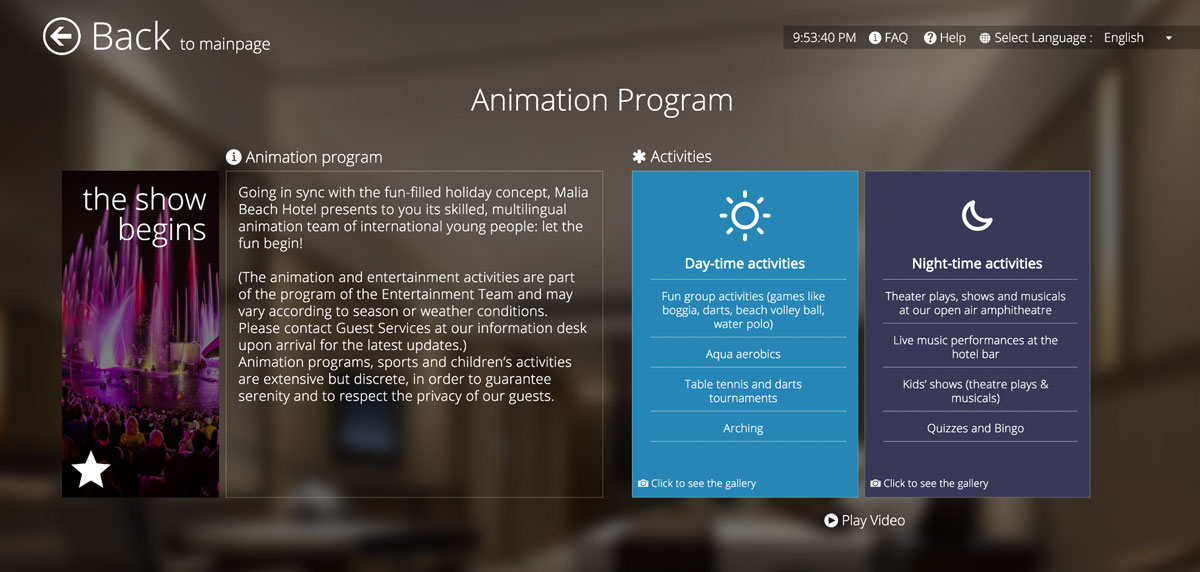 Back to mainpage
9:53:40 PM FAQ Help Select Language : English
Animation Program
the show
begins
Animation program
Going in sync with the fun-filled holiday concept, Malia
Beach Hotel presents to you its skilled, multilingual
animation team of international young people: let the
fun begin!
(The animation and entertainment activities are part
of the program of the Entertainment Team and may
vary according to season or weather conditions.
Please contact Guest Services at our information desk
upon arrival for the latest updates.)
Animation programs, sports and children’s activities
are extensive but discrete, in order to guarantee
serenity and to respect the privacy of our guests.
Activities
Day-time activities
Fun group activities (games like
boggia, darts, beach volley ball,
water polo)
Aqua aerobics
Table tennis and darts
tournaments
Arching
Click to see the gallery
Night-time activities
Theater plays, shows and musicals
at our open air amphitheatre
Live music performances at the
hotel bar
Kids’ shows (theatre plays &
musicals)
Quizzes and Bingo
Click to see the gallery
Play Video